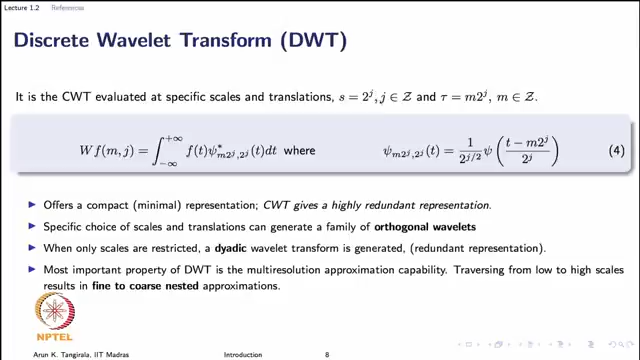 Lecture 1.2 References
Discrete Wavelet Transform (DWT)
It is the CWT evaluated at specific scales and translations, s = 2^j, j ∈ Z and τ = m2^j, m ∈ Z.
Wf(m, j) = ∫_{−∞}^{+∞} f(t)ψ*_{m2^j,2^j}(t)dt where ψ_{m2^j,2^j}(t) = 1/2^{j/2} ψ((t − m2^j)/2^j) (4)
▶ Offers a compact (minimal) representation; CWT gives a highly redundant representation.
▶ Specific choice of scales and translations can generate a family of orthogonal wavelets
▶ When only scales are restricted, a dyadic wavelet transform is generated, (redundant representation).
▶ Most important property of DWT is the multiresolution approximation capability. Traversing from low to high scales
results in fine to coarse nested approximations.
NPTEL
Arun K. Tangirala, IIT Madras Introduction 8